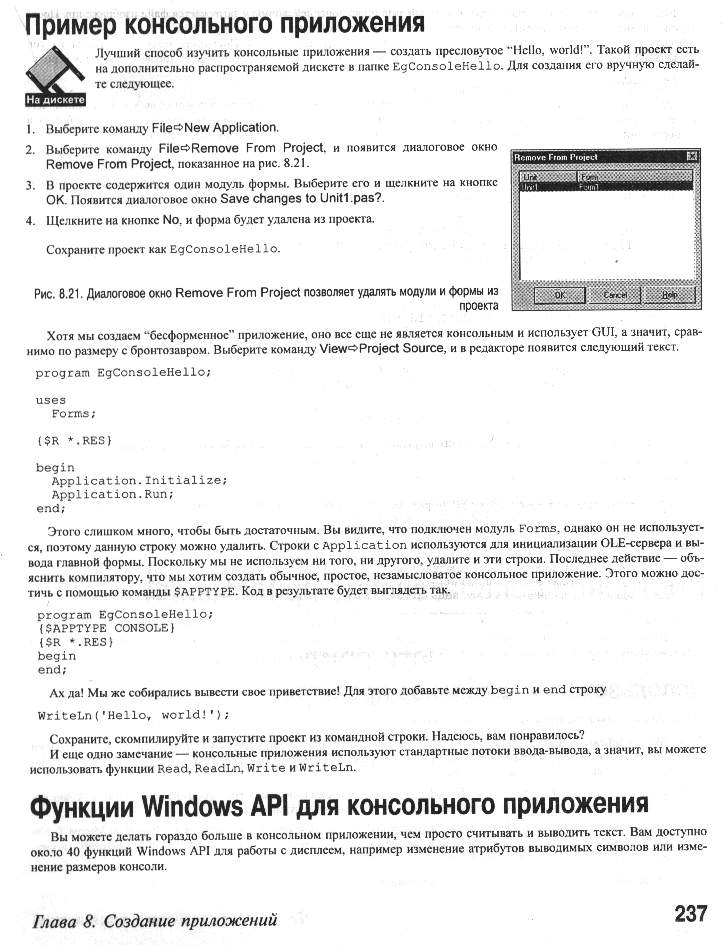 Пример консольного приложения
Лучший способ изучить консольные приложения — создать пресловутое “Hello, world!”. Такой проект есть
на дополнительно распространяемой дискете в папке EgConsoleHello. Для создания его вручную сделай-
те следующее.
На дискете
1. Выберите команду File⇨New Application.
2. Выберите команду File⇨Remove From Project, и появится диалоговое окно
Remove From Project, показанное на рис. 8.21.
3. В проекте содержится один модуль формы. Выберите его и щелкните на кнопке
OK. Появится диалоговое окно Save changes to Unit1.pas?.
4. Щелкните на кнопке No, и форма будет удалена из проекта.
Сохраните проект как EgConsoleHello.
Remove From Project
Unit Form
Unit1 Form1
OK Cancel Help
Рис. 8.21. Диалоговое окно Remove From Project позволяет удалять модули и формы из
проекта
Хотя мы создаем “бесформенное” приложение, оно все еще не является консольным и использует GUI, а значит, срав-
нимо по размеру с бронтозавром. Выберите команду View⇨Project Source, и в редакторе появится следующий текст.
program EgConsoleHello;
uses
Forms;
{$R *.RES}
begin
Application.Initialize;
Application.Run;
end;
Этого слишком много, чтобы быть достаточным. Вы видите, что подключен модуль Forms, однако он не использует-
ся, поэтому данную строку можно удалить. Строки с Application используются для инициализации OLE-сервера и вы-
вода главной формы. Поскольку мы не используем ни того, ни другого, удалите и эти строки. Последнее действие — объ-
яснить компилятору, что мы хотим создать обычное, простое, незамысловатое консольное приложение. Этого можно дос-
тичь с помощью команды $APPTYPE. Код в результате будет выглядеть так.
program EgConsoleHello;
{$APPTYPE CONSOLE}
{$R *.RES}
begin
end;
Ах да! Мы же собирались вывести свое приветствие! Для этого добавьте между begin и end строку
WriteLn('Hello, world!');
Сохраните, скомпилируйте и запустите проект из командной строки. Надеюсь, вам понравилось?
И еще одно замечание — консольные приложения используют стандартные потоки ввода-вывода, а значит, вы можете
использовать функции Read, ReadLn, Write и WriteLn.
Функции Windows API для консольного приложения
Вы можете делать гораздо больше в консольном приложении, чем просто считывать и выводить текст. Вам доступно
около 40 функций Windows API для работы с дисплеем, например изменение атрибутов выводимых символов или изме-
нение размеров консоли.
Глава 8. Создание приложений
237